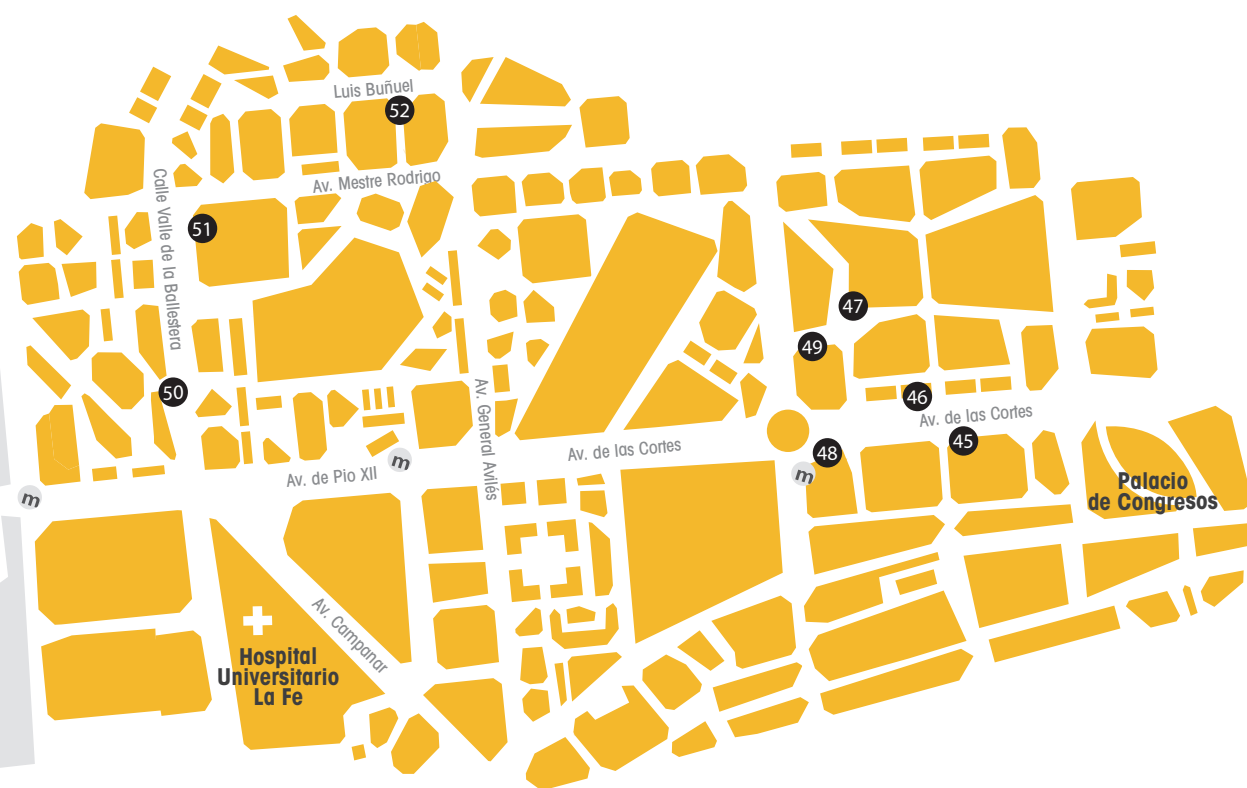 Luis Buñuel
52
Av. Mestre Rodrigo
Calle Valle de la Ballestera
51
47
49
50
46
Av. de las Cortes
45
Av. General Avilés
Av. de las Cortes
48
m
m
Av. de Pio XII
m
Palacio
de Congresos
Av. Campanar
Hospital
Universitario
La Fe